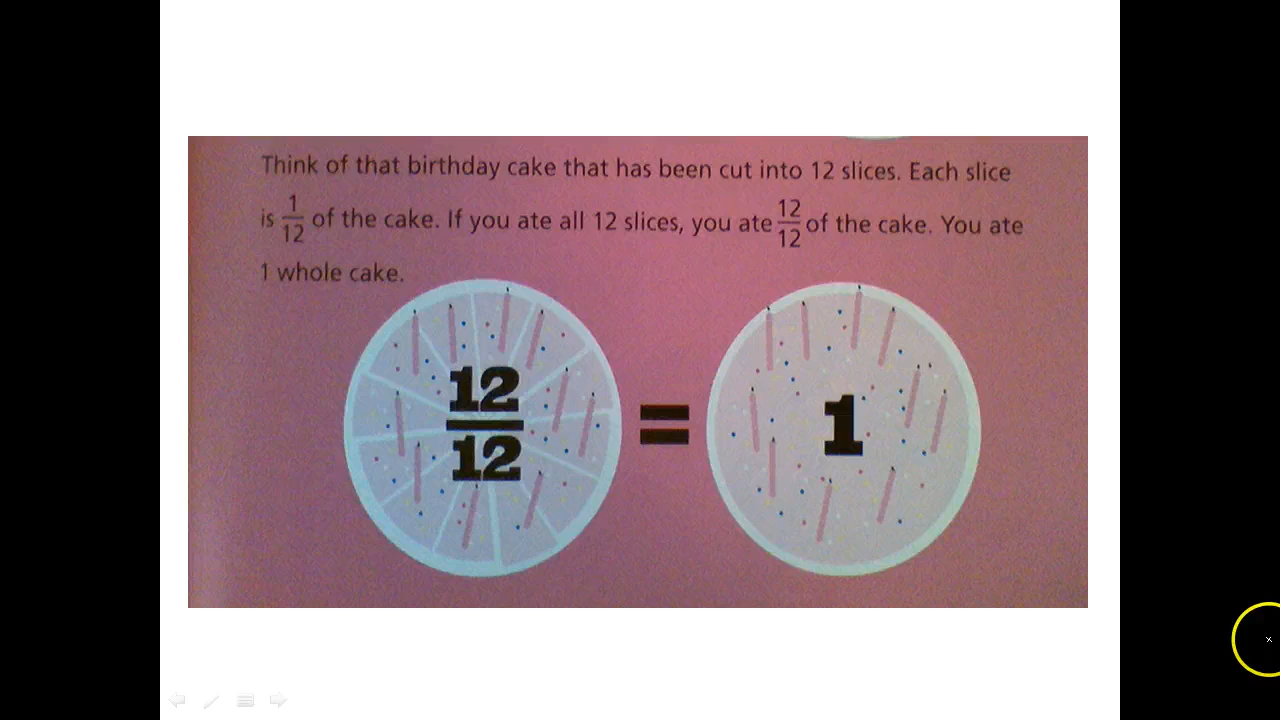 Think of that birthday cake that has been cut into 12 slices. Each slice
is 1/12 of the cake. If you ate all 12 slices, you ate 12/12 of the cake. You ate
1 whole cake.
12/12 = 1